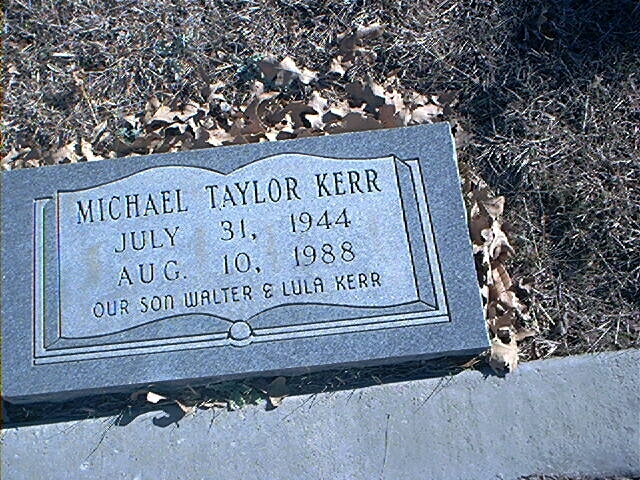 MICHAEL TAYLOR KERR
JULY 31, 1944
AUG. 10, 1988
OUR SON WALTER & LULA KERR